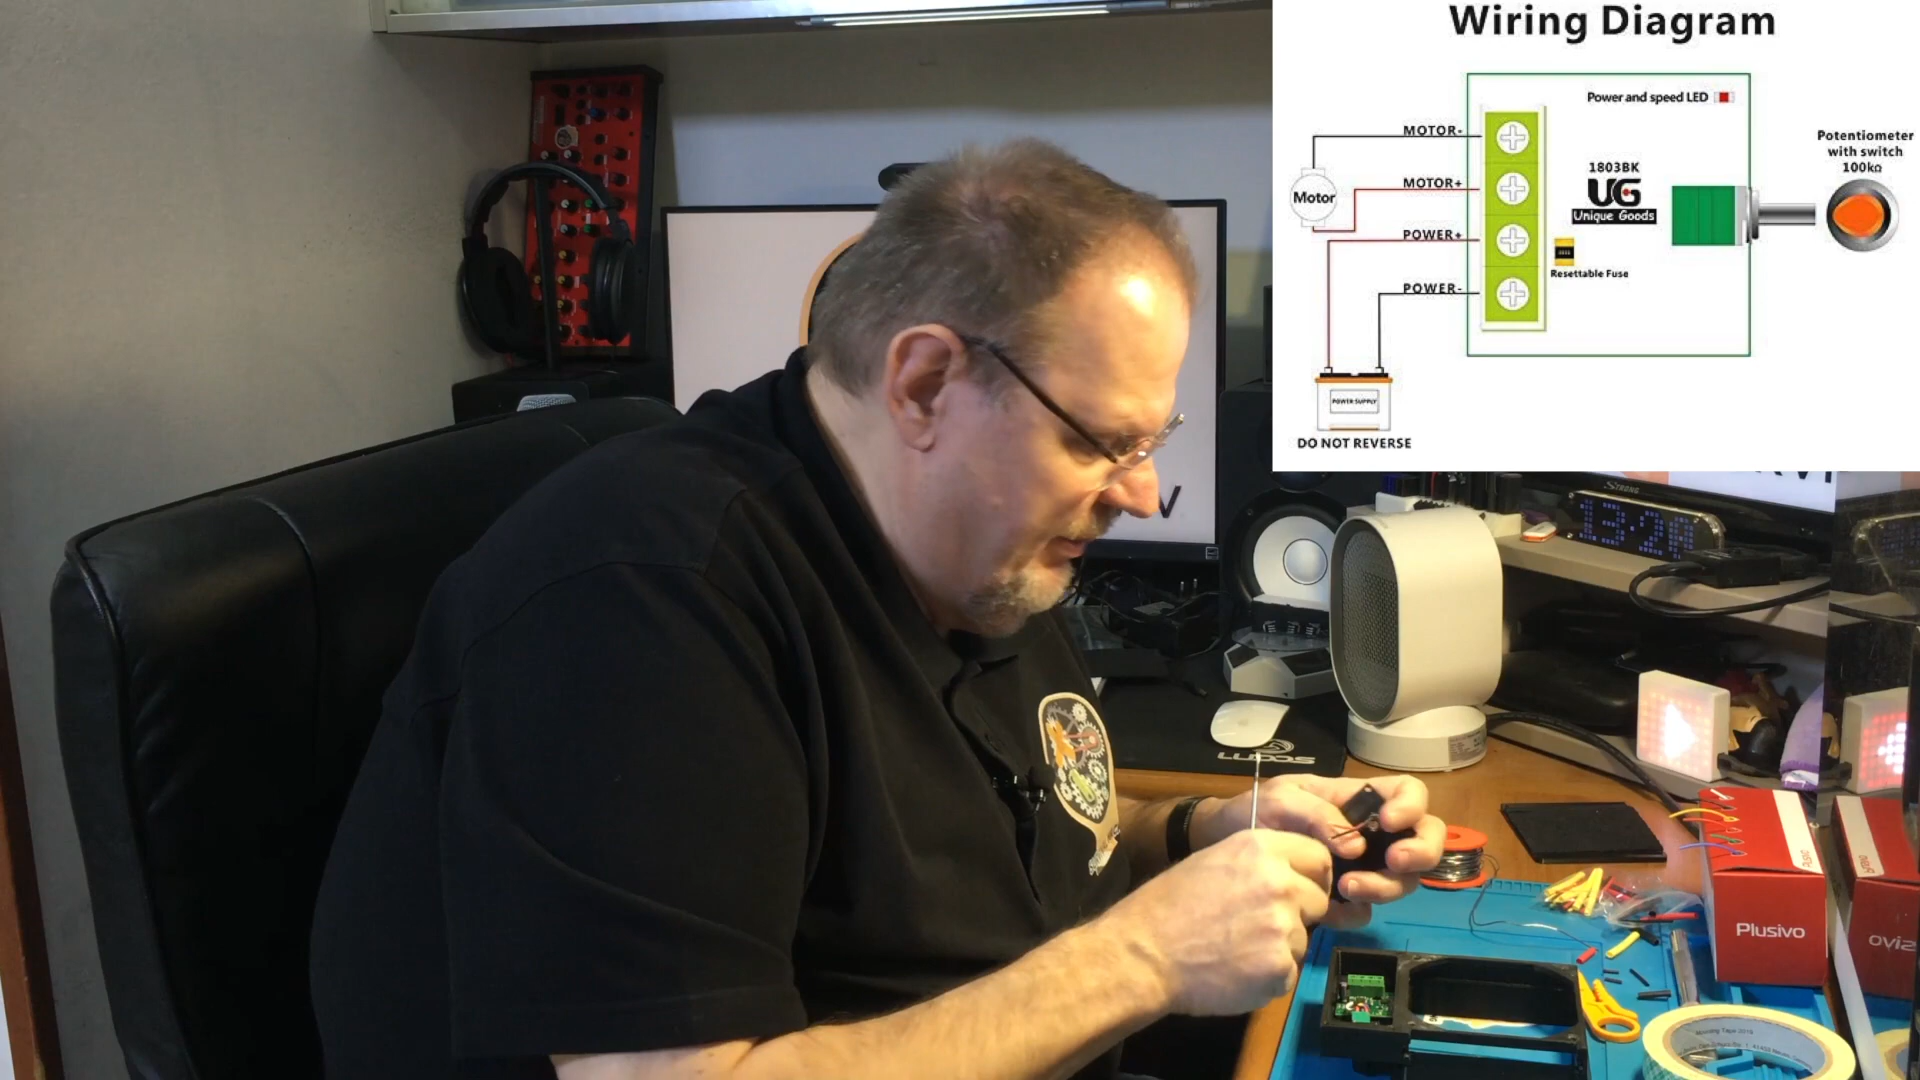 Wiring Diagram
Power and speed LED
MOTOR-
MOTOR+
POWER+
POWER-
Motor
1803BK
UG
Unique Goods
Resettable Fuse
Potentiometer
with switch
100kΩ
POWER SUPPLY
DO NOT REVERSE
STRONG
Plusivo